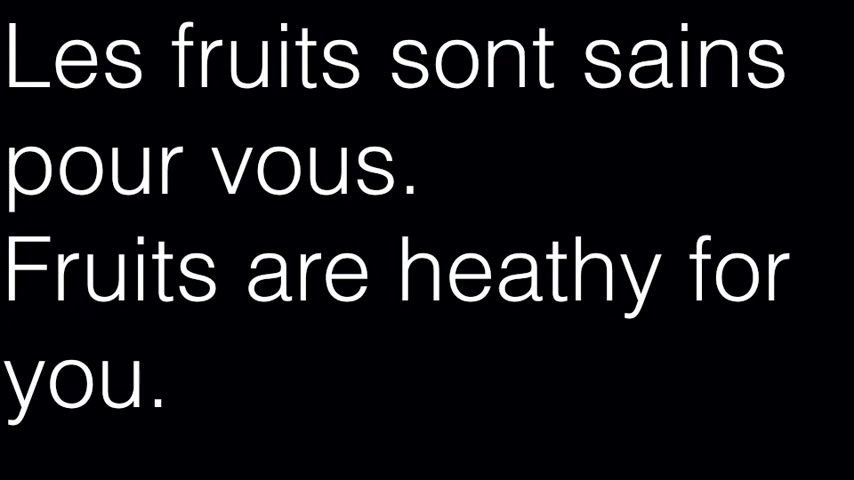 Les fruits sont sains
pour vous.
Fruits are heathy for
you.